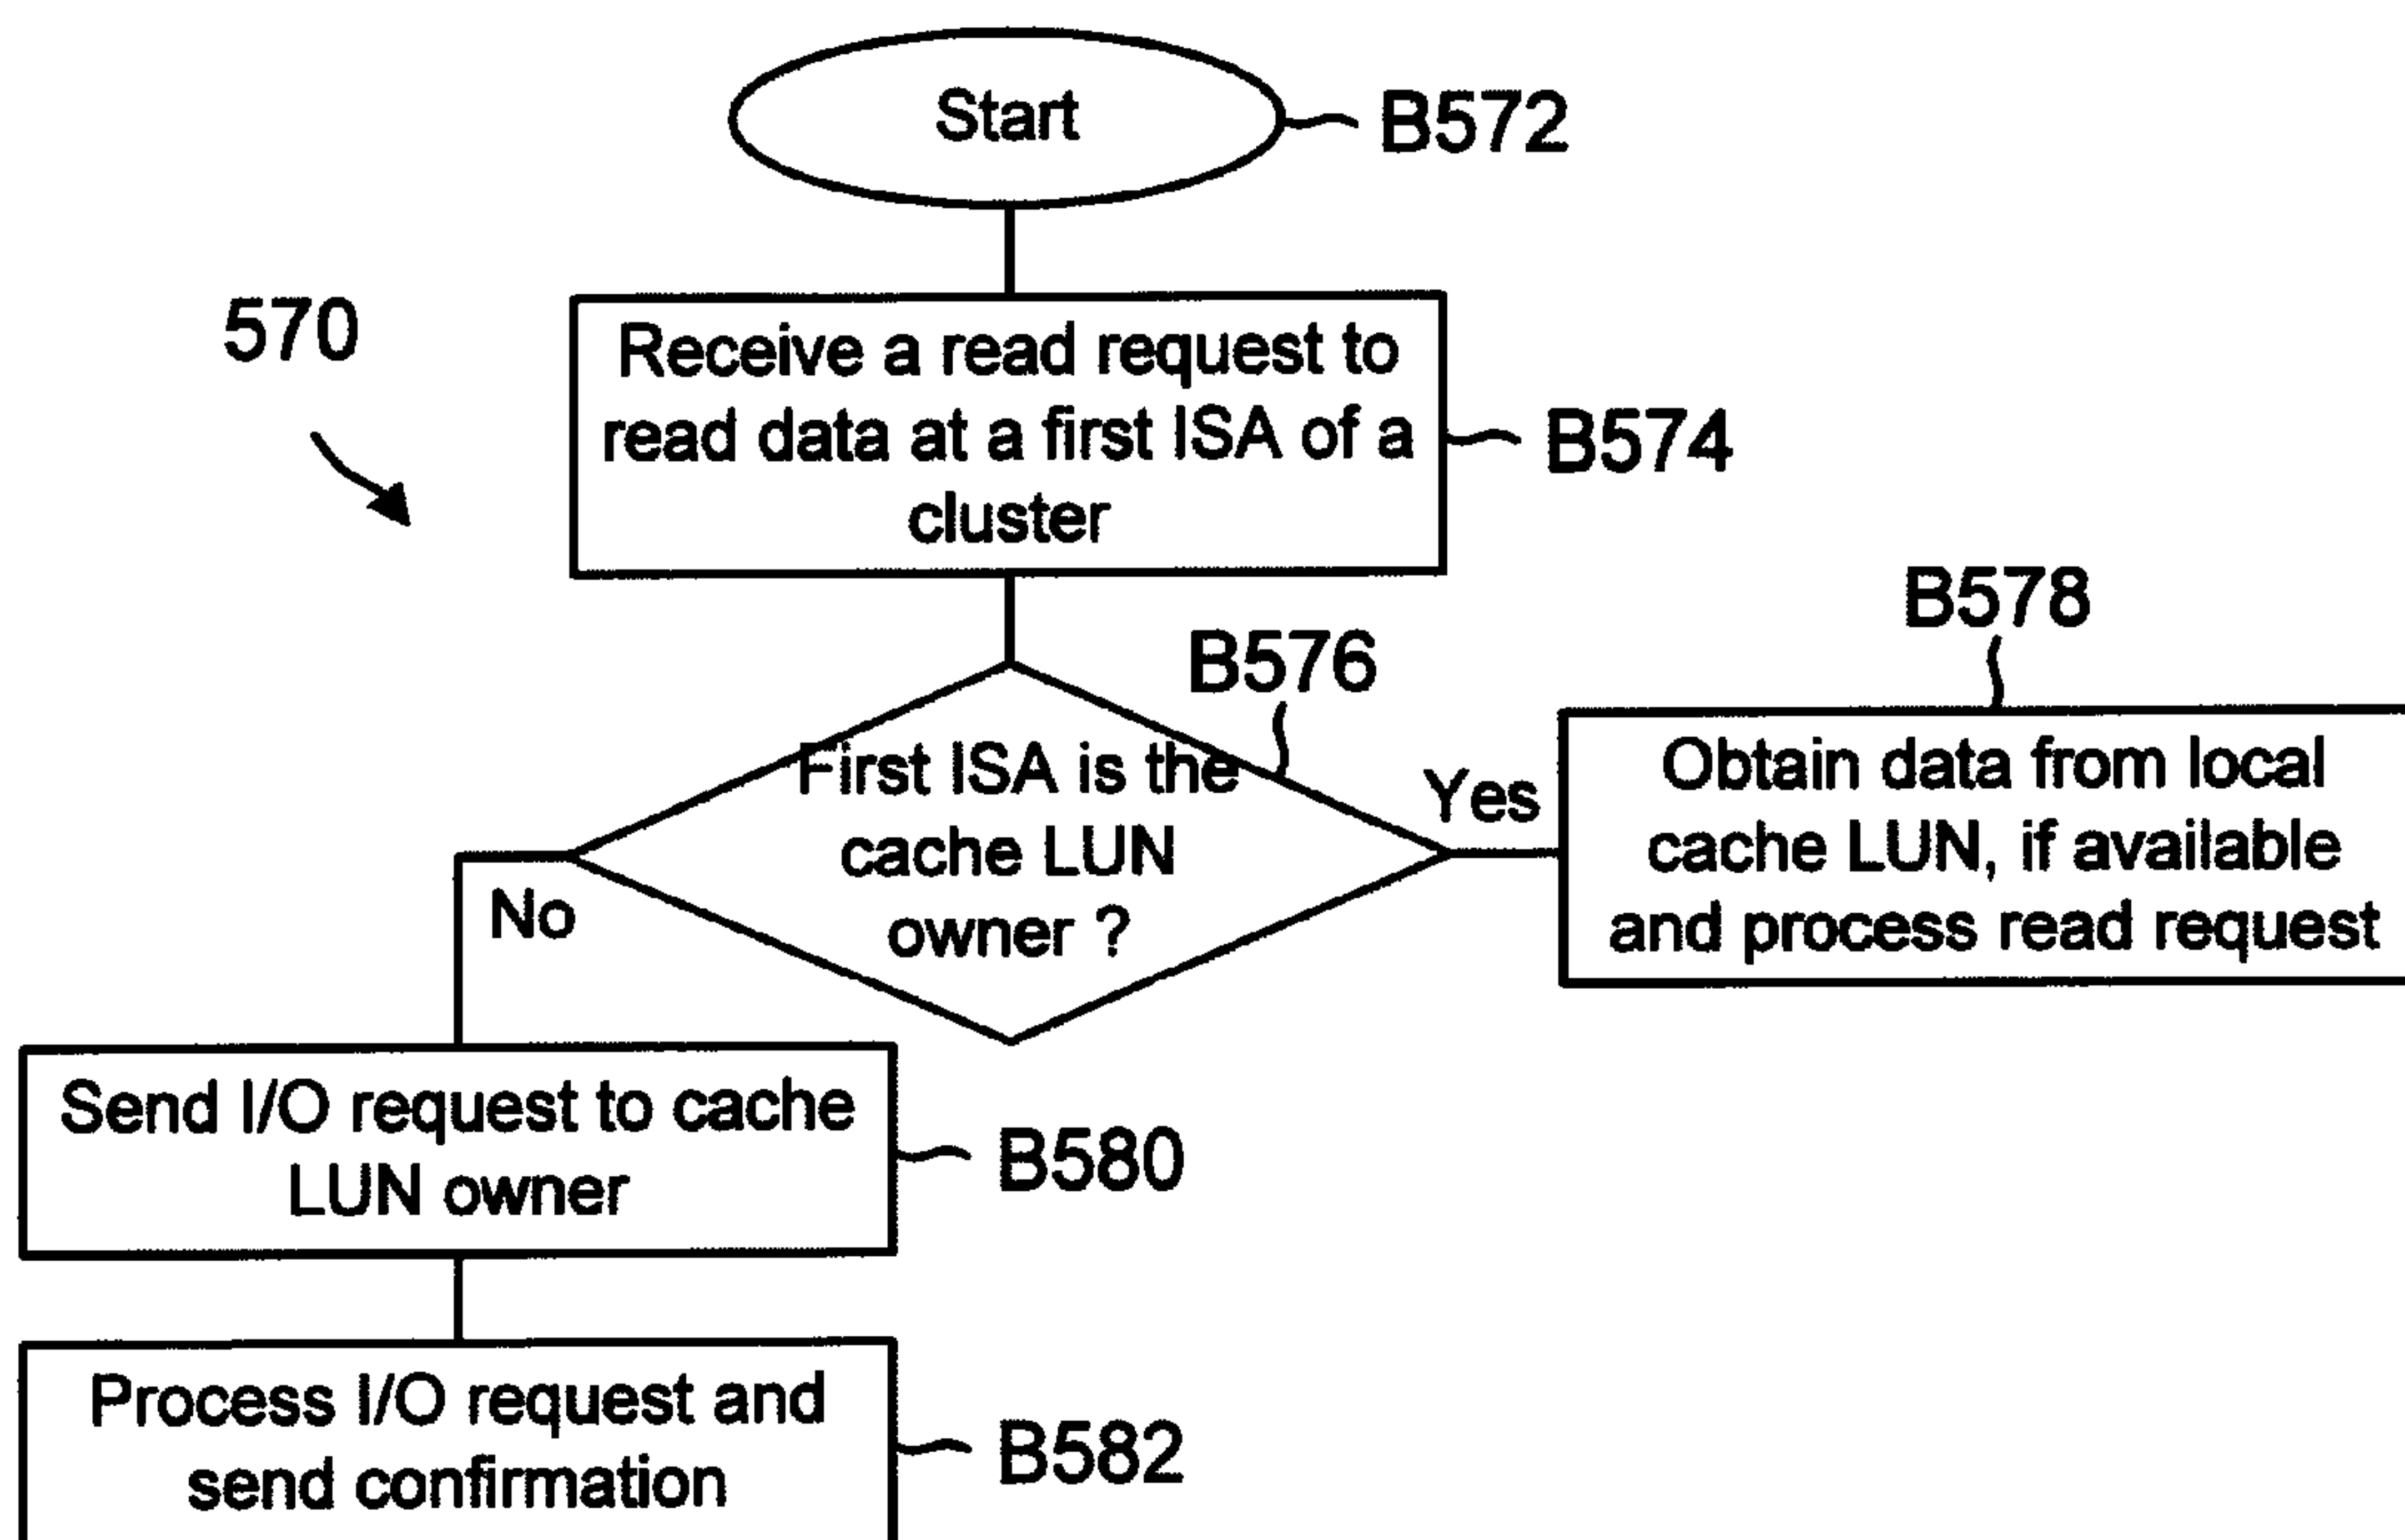 Start
B572
570
Receive a read request to
read data at a first ISA of a
cluster
B574
B576
First ISA is the
cache LUN
owner ?
Yes
No
B578
Obtain data from local
cache LUN, if available
and process read request
Send I/O request to cache
LUN owner
B580
Process I/O request and
send confirmation
B582